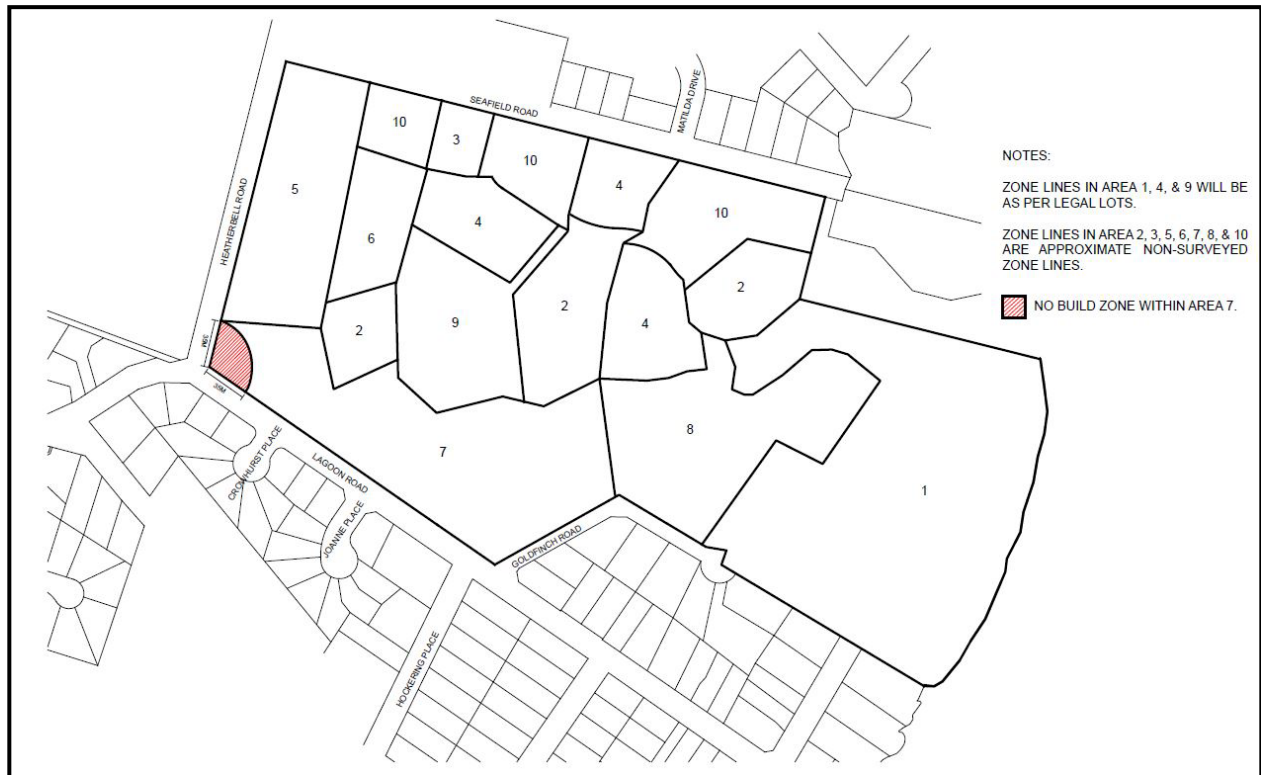 SEAFIELD ROAD
MATILDA DRIVE
HEATHERBELL ROAD
10
3
10
4
10
5
4
6
2
9
2
4
2
2
7
8
1
35M
LAGOON ROAD
CROWHURST PLACE
JOANNE PLACE
GOLDFINCH ROAD
HOCKERING PLACE
NOTES:
ZONE LINES IN AREA 1, 4, & 9 WILL BE
AS PER LEGAL LOTS.
ZONE LINES IN AREA 2, 3, 5, 6, 7, 8, & 10
ARE APPROXIMATE NON-SURVEYED
ZONE LINES.
NO BUILD ZONE WITHIN AREA 7.